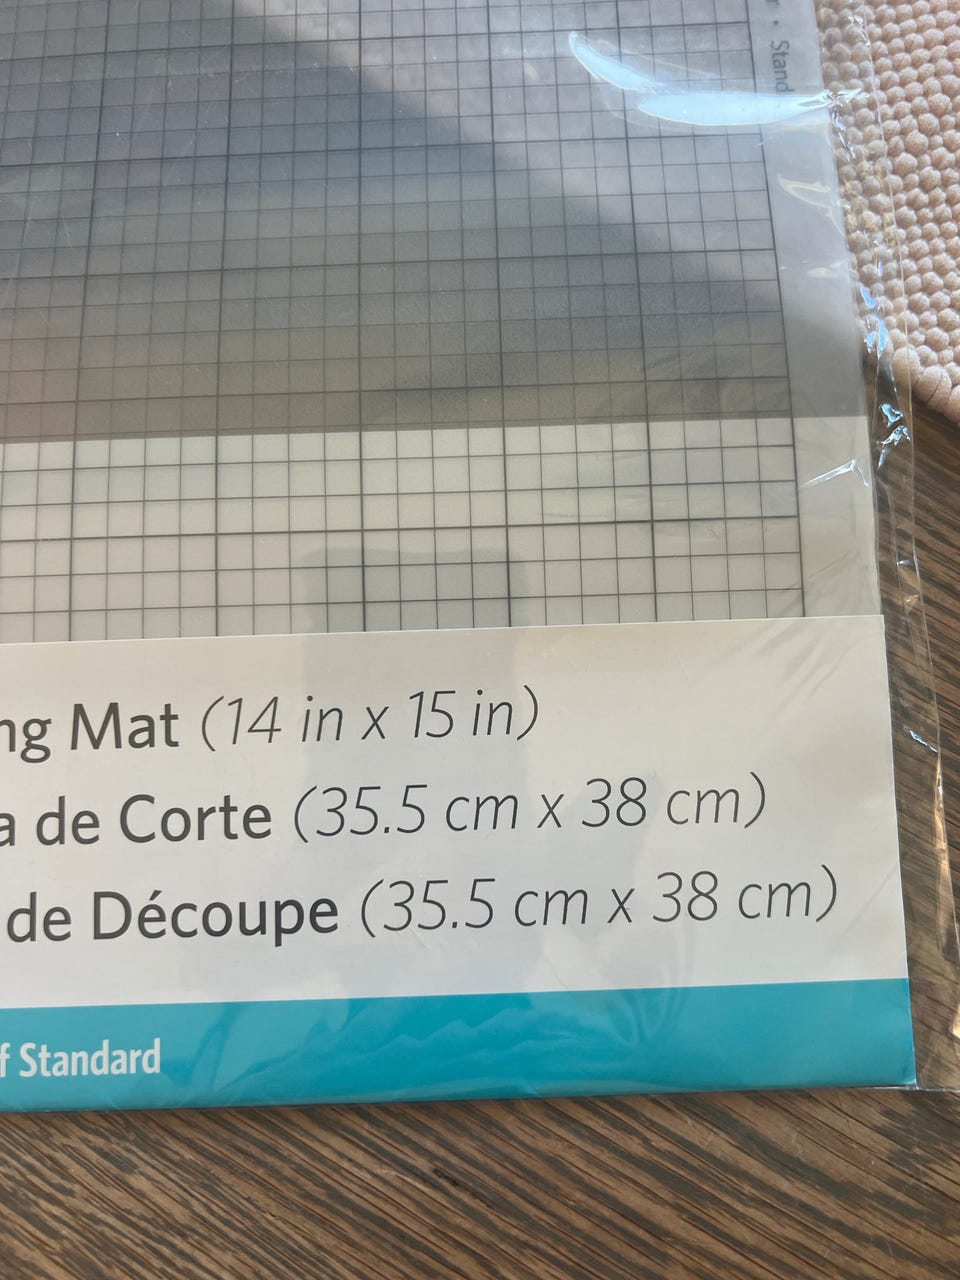 Stand
ng Mat (14 in x 15 in)
a de Corte (35.5 cm x 38 cm)
de Découpe (35.5 cm x 38 cm)
f Standard